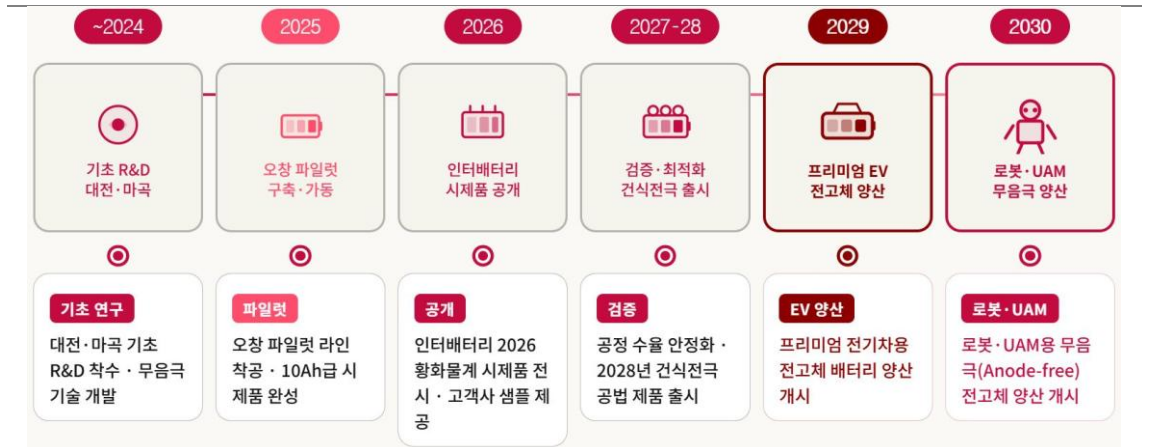 ~2024
2025
2026
2027-28
2029
2030
기초 R&D
대전·마곡
오창 파일럿
구축·가동
인터배터리
시제품 공개
검증·최적화
건식전극 출시
프리미엄 EV
전고체 양산
로봇·UAM
무음극 양산
기초 연구
대전·마곡 기초
R&D 착수 · 무음극
기술 개발
파일럿
오창 파일럿 라인
착공 · 10Ah급 시
제품 완성
공개
인터배터리 2026
황화물계 시제품 전
시 · 고객사 샘플 제
공
검증
공정 수율 안정화 ·
2028년 건식전극
공법 제품 출시
EV 양산
프리미엄 전기차용
전고체 배터리 양산
개시
로봇·UAM
로봇·UAM용 무음
극(Anode-free)
전고체 양산 개시